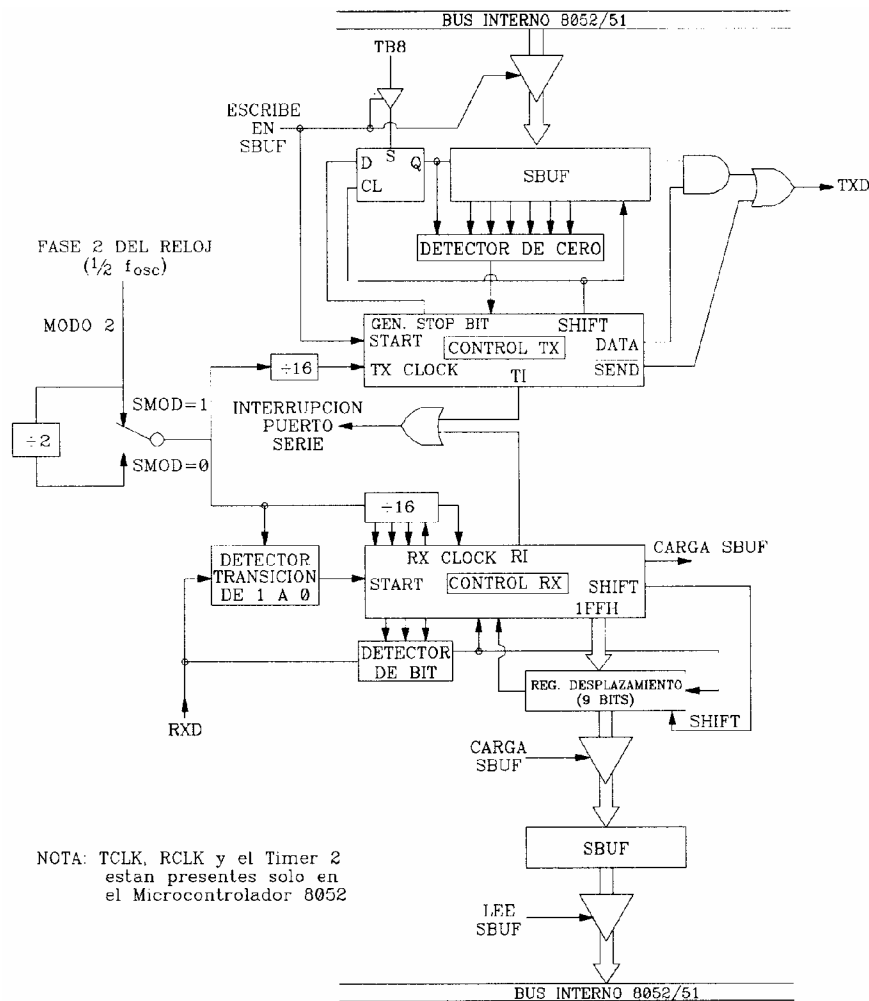 BUS INTERNO 8052/51
TB8
ESCRIBE
EN
SBUF
D
S
Q
CL
SBUF
TXD
DETECTOR DE CERO
FASE 2 DEL RELOJ
(½ fosc)
MODO 2
GEN. STOP BIT
SHIFT
START
CONTROL TX
DATA
÷16
TX CLOCK
TI
SEND
SMOD=1
INTERRUPCION
PUERTO
SERIE
÷2
SMOD=0
÷16
DETECTOR
TRANSICION
DE 1 A 0
RX CLOCK
RI
CARGA SBUF
START
CONTROL RX
SHIFT
1FFH
DETECTOR
DE BIT
REG. DESPLAZAMIENTO
(9 BITS)
RXD
SHIFT
CARGA
SBUF
SBUF
NOTA: TCLK, RCLK y el Timer 2
estan presentes solo en
el Microcontrolador 8052
LEE
SBUF
BUS INTERNO 8052/51